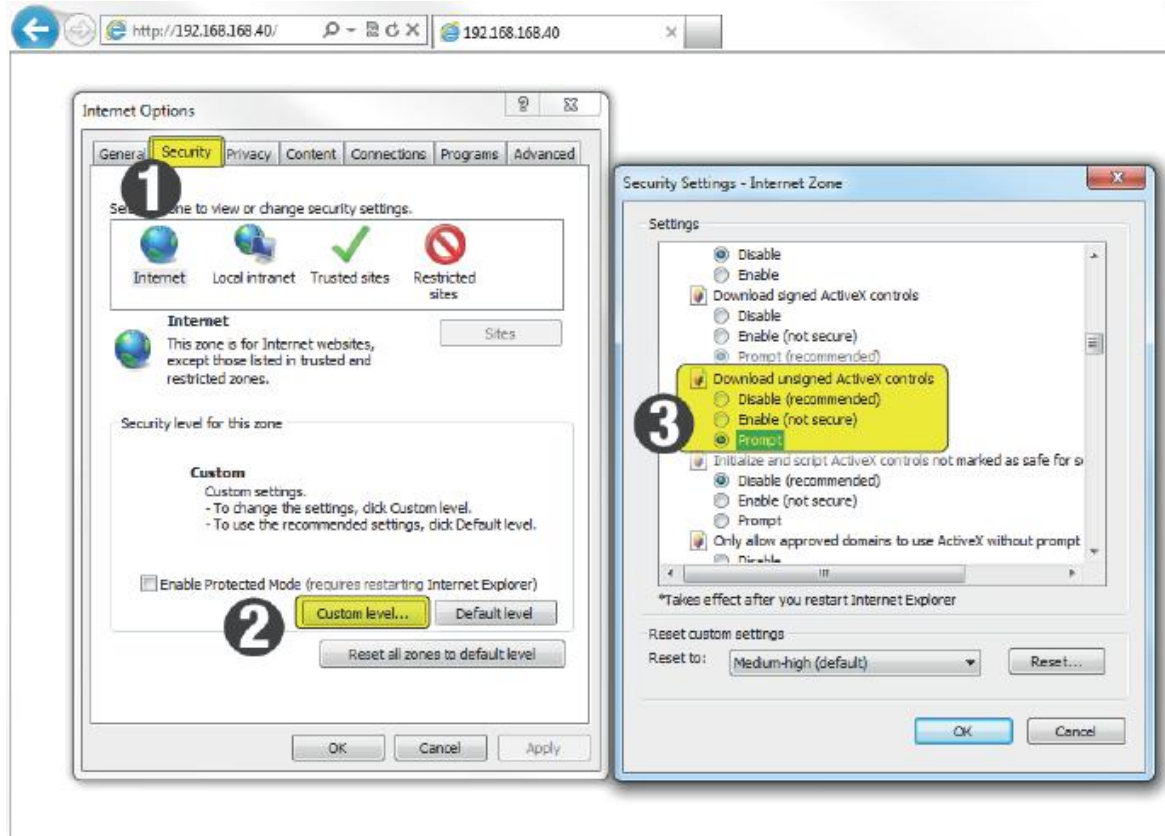 http://192.168.168.40/
192.168.168.40
Internet Options
General Security Privacy Content Connections Programs Advanced
1
to view or change security settings.
Internet
Local intranet
Trusted sites
Restricted sites
Internet
This zone is for Internet websites,
except those listed in trusted and
restricted zones.
Sites
Security level for this zone
Custom
Custom settings.
- To change the settings, click Custom level.
- To use the recommended settings, click Default level.
Enable Protected Mode (requires restarting Internet Explorer)
2
Custom level... Default level
Reset all zones to default level
OK Cancel Apply
Security Settings - Internet Zone
Settings
Disable
Enable
Download signed ActiveX controls
Disable
Enable (not secure)
Prompt (recommended)
Download unsigned ActiveX controls
Disable (recommended)
3
Enable (not secure)
Prompt
Initialize and script ActiveX controls not marked as safe for s
Disable (recommended)
Enable (not secure)
Prompt
Only allow approved domains to use ActiveX without prompt
Disable
*Takes effect after you restart Internet Explorer
Reset custom settings
Reset to: Medium-high (default) Reset...
OK Cancel